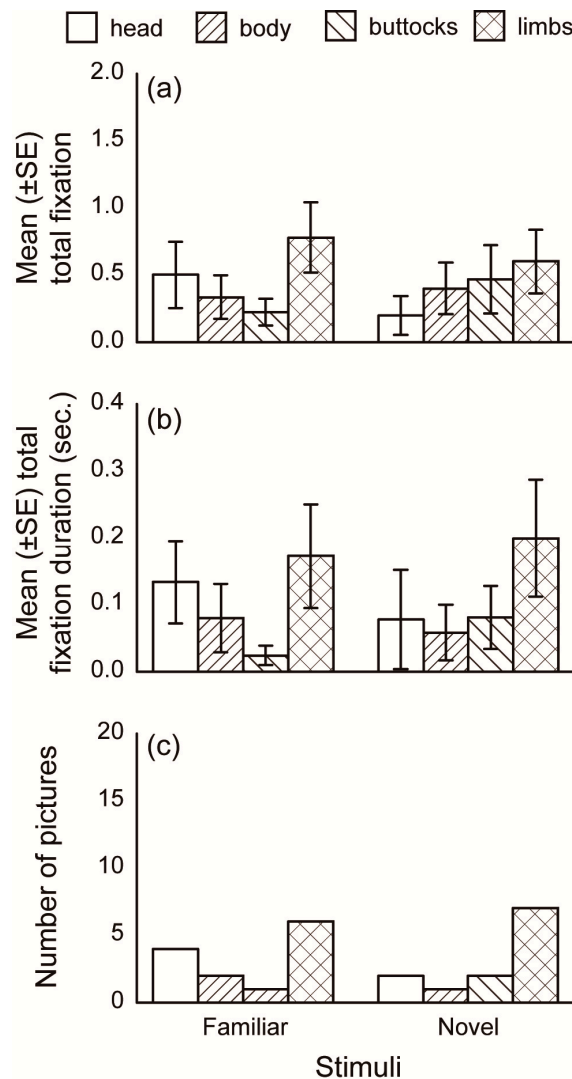 head body buttocks limbs
(a)
Mean (±SE)
total fixation
2.0
1.5
1.0
0.5
0.0
(b)
Mean (±SE) total
fixation duration (sec.)
0.4
0.3
0.2
0.1
0.0
(c)
Number of pictures
20
15
10
5
0
Familiar Novel
Stimuli